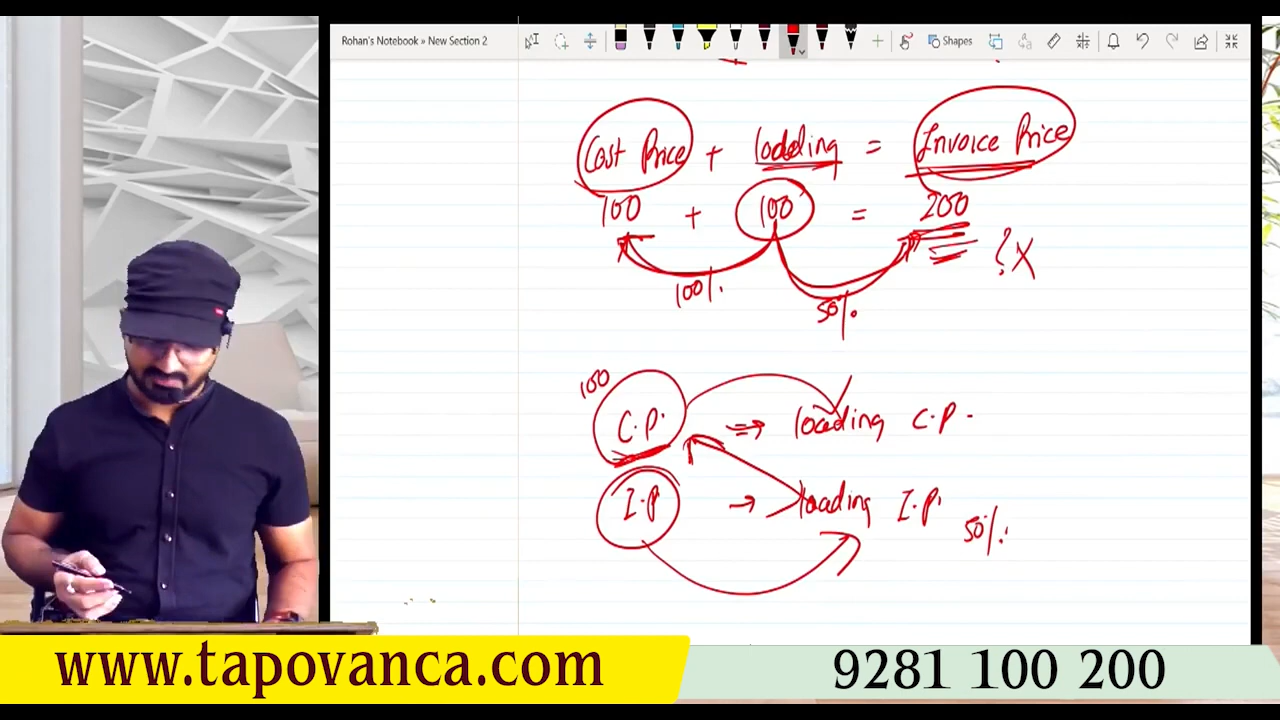 Rohan's Notebook » New Section 2
Shapes
Cost Price + loading = Invoice Price
100 + 100 = 200
? X
100%. 50%.
100
C.P. ⇒ loading C.P.
I.P → loading I.P. 50%.
www.tapovanca.com 9281 100 200